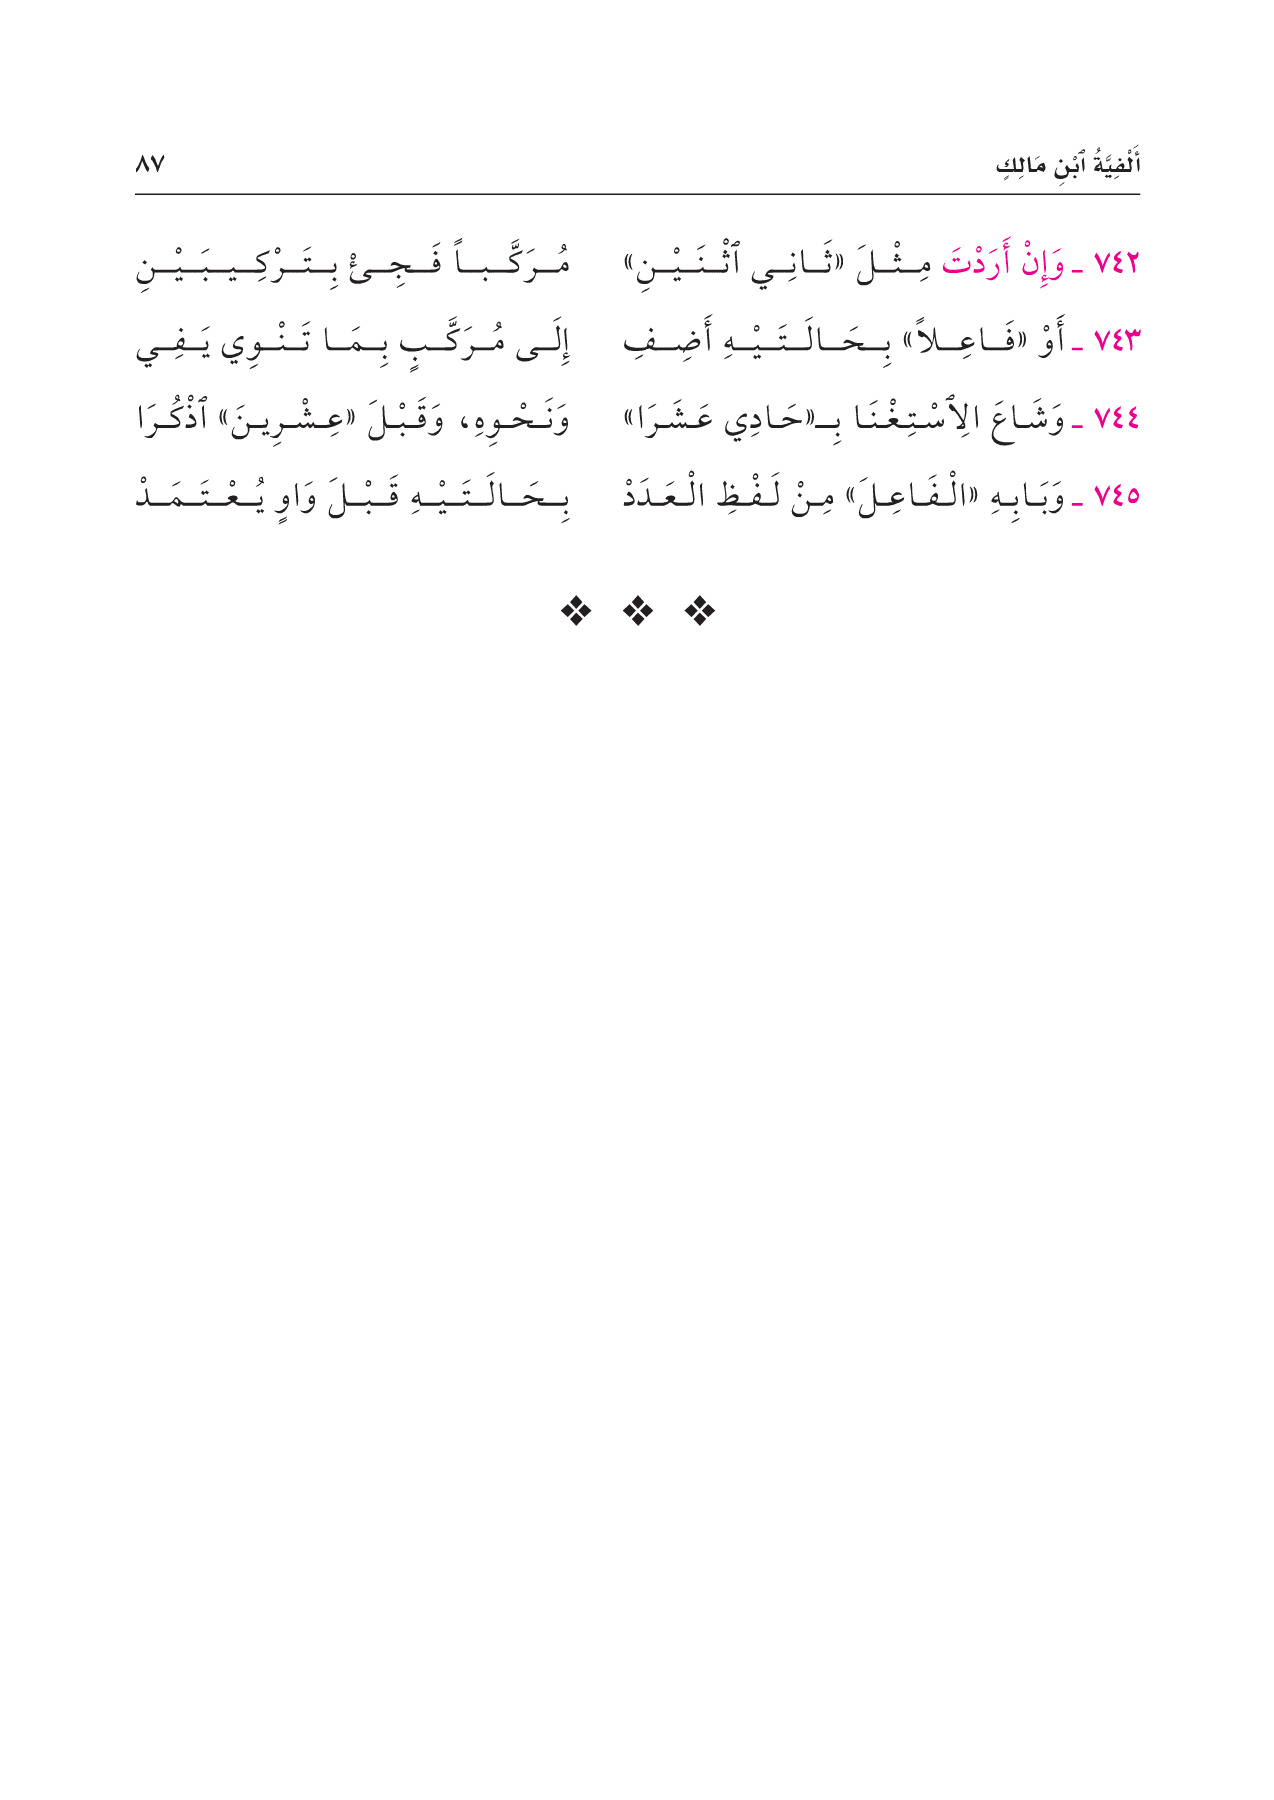 أَلْفِيَّةُ ٱبْنِ مَالِكٍ ٨٧
٧٤٢ - وَإِنْ أَرَدْتَ مِثْلَ «ثَانِي ٱثْنَيْنِ» مُرَكَّباً فَجِئْ بِتَرْكِيبَيْنِ
٧٤٣ - أَوْ «فَاعِلاً» بِحَالَتَيْهِ أَضِفِ إِلَى مُرَكَّبٍ بِمَا تَنْوِي يَفِي
٧٤٤ - وَشَاعَ الِٱسْتِغْنَا بِـ«حَادِي عَشَرَا» وَنَحْوِهِ، وَقَبْلَ «عِشْرِينَ» ٱذْكُرَا
٧٤٥ - وَبَابِهِ «الْفَاعِلَ» مِنْ لَفْظِ الْعَدَدْ بِحَالَتَيْهِ قَبْلَ وَاوٍ يُعْتَمَدْ